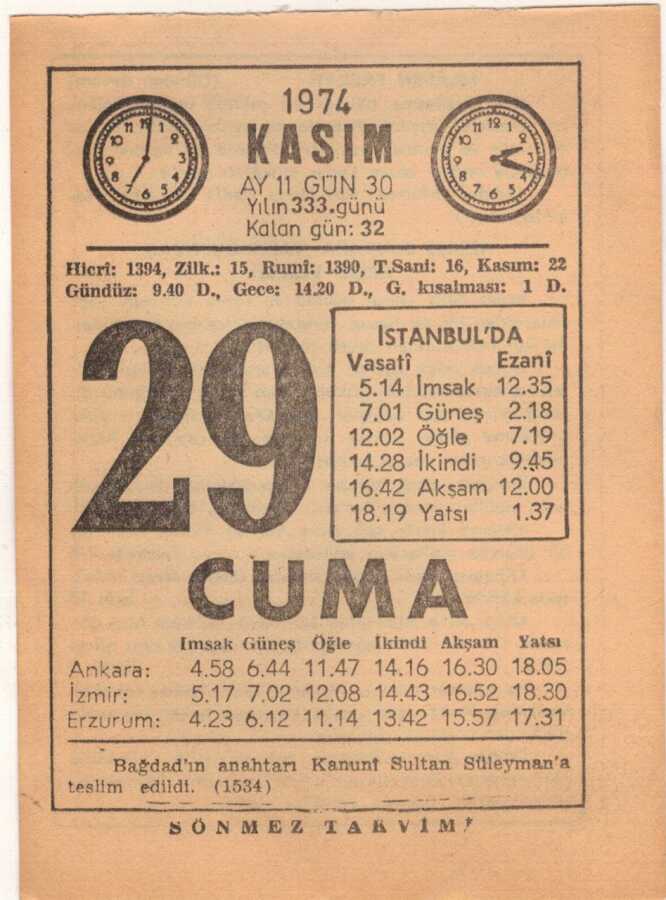 1974
KASIM
AY 11 GÜN 30
Yılın 333.günü
Kalan gün: 32
Hicrî: 1394, Zilk.: 15, Rumî: 1390, T.Sani: 16, Kasım: 22
Gündüz: 9.40 D., Gece: 14.20 D., G. kısalması: 1 D.
29
İSTANBUL'DA
Vasatî Ezanî
5.14 İmsak 12.35
7.01 Güneş 2.18
12.02 Öğle 7.19
14.28 İkindi 9.45
16.42 Akşam 12.00
18.19 Yatsı 1.37
CUMA
İmsak Güneş Öğle İkindi Akşam Yatsı
Ankara: 4.58 6.44 11.47 14.16 16.30 18.05
İzmir: 5.17 7.02 12.08 14.43 16.52 18.30
Erzurum: 4.23 6.12 11.14 13.42 15.57 17.31
Bağdad'ın anahtarı Kanunî Sultan Süleyman'a
teslim edildi. (1534)
SÖNMEZ TAKVİMİ